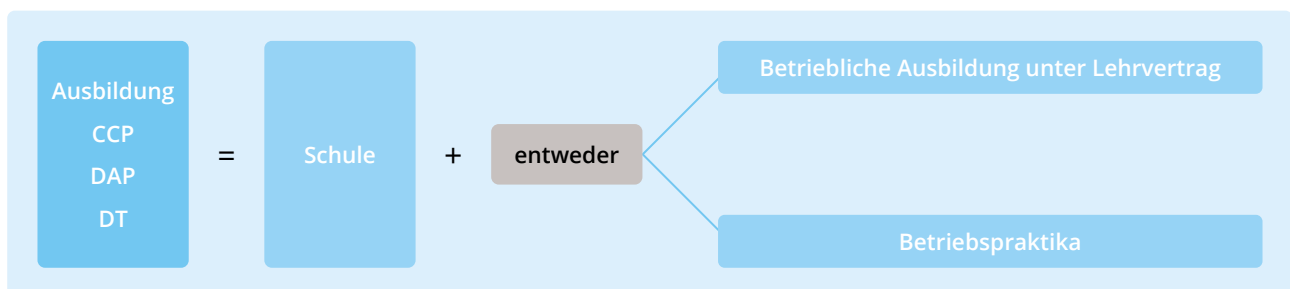 Ausbildung
CCP
DAP
DT
=
Schule
+
entweder
Betriebliche Ausbildung unter Lehrvertrag
Betriebspraktika